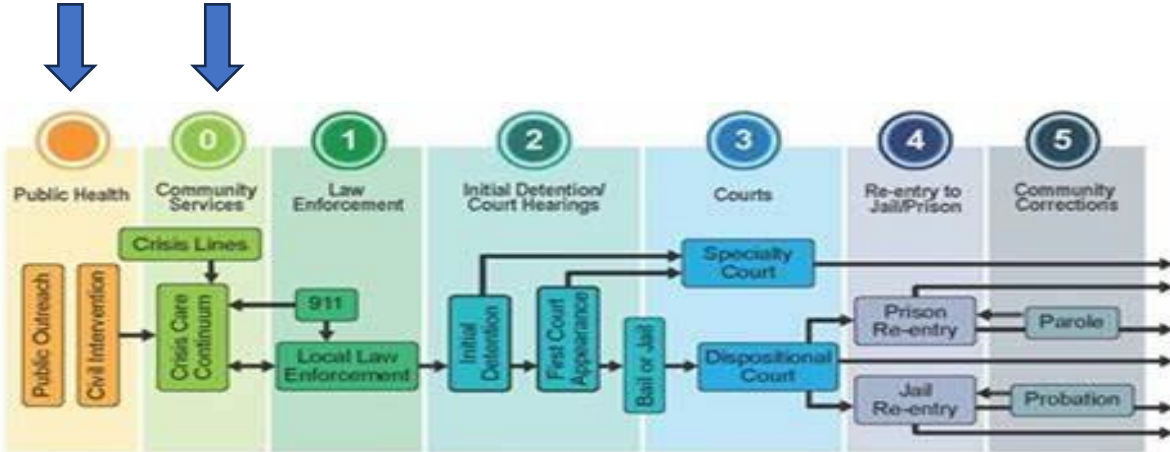 0
1
2
3
4
5
Public Health
Community
Services
Law
Enforcement
Initial Detention/
Court Hearings
Courts
Re-entry to
Jail/Prison
Community
Corrections
Crisis Lines
Public Outreach
Civil Intervention
Crisis Care
Continuum
911
Local Law
Enforcement
Initial
Detention
First Court
Appearance
Bail or Jail
Specialty
Court
Dispositional
Court
Prison
Re-entry
Jail
Re-entry
Parole
Probation